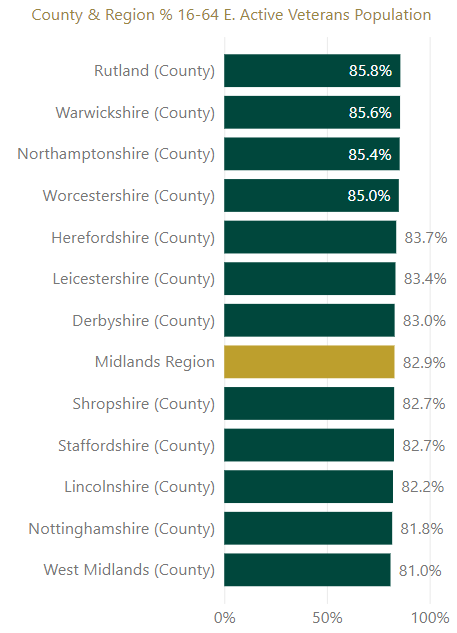 County & Region % 16-64 E. Active Veterans Population
Rutland (County) 85.8%
Warwickshire (County) 85.6%
Northamptonshire (County) 85.4%
Worcestershire (County) 85.0%
Herefordshire (County) 83.7%
Leicestershire (County) 83.4%
Derbyshire (County) 83.0%
Midlands Region 82.9%
Shropshire (County) 82.7%
Staffordshire (County) 82.7%
Lincolnshire (County) 82.2%
Nottinghamshire (County) 81.8%
West Midlands (County) 81.0%
0% 50% 100%